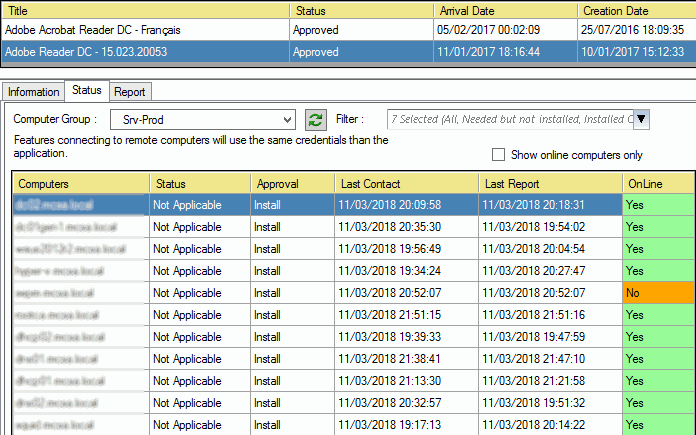 Title Status Arrival Date Creation Date
Adobe Acrobat Reader DC - Français Approved 05/02/2017 00:02:09 25/07/2016 18:09:35
Adobe Reader DC - 15.023.20053 Approved 11/01/2017 18:16:44 10/01/2017 15:12:33
Information Status Report
Computer Group : Srv-Prod Filter : 7 Selected (All, Needed but not installed, Installed
Features connecting to remote computers will use the same credentials than the
application.
Show online computers only
Computers Status Approval Last Contact Last Report OnLine
Not Applicable Install 11/03/2018 20:09:58 11/03/2018 20:18:31 Yes
Not Applicable Install 11/03/2018 20:35:30 11/03/2018 19:54:02 Yes
Not Applicable Install 11/03/2018 19:56:49 11/03/2018 20:04:54 Yes
Not Applicable Install 11/03/2018 19:34:24 11/03/2018 20:27:47 Yes
Not Applicable Install 11/03/2018 20:52:07 11/03/2018 20:52:07 No
Not Applicable Install 11/03/2018 21:51:15 11/03/2018 21:51:16 Yes
Not Applicable Install 11/03/2018 19:39:33 11/03/2018 19:47:59 Yes
Not Applicable Install 11/03/2018 21:38:41 11/03/2018 21:47:10 Yes
Not Applicable Install 11/03/2018 21:13:30 11/03/2018 21:21:58 Yes
Not Applicable Install 11/03/2018 20:32:57 11/03/2018 19:51:32 Yes
Not Applicable Install 11/03/2018 19:17:13 11/03/2018 20:14:22 Yes